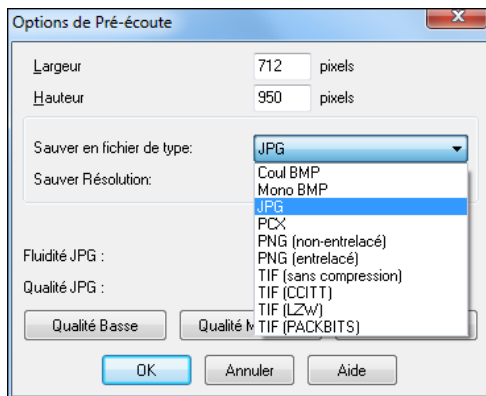 Options de Pré-écoute
Largeur 712 pixels
Hauteur 950 pixels
Sauver en fichier de type: JPG
Sauver Résolution:
Coul BMP
Mono BMP
JPG
PCX
PNG (non-entrelacé)
PNG (entrelacé)
TIF (sans compression)
TIF (CCITT)
TIF (LZW)
TIF (PACKBITS)
Fluidité JPG :
Qualité JPG :
Qualité Basse
Qualité M
OK
Annuler
Aide